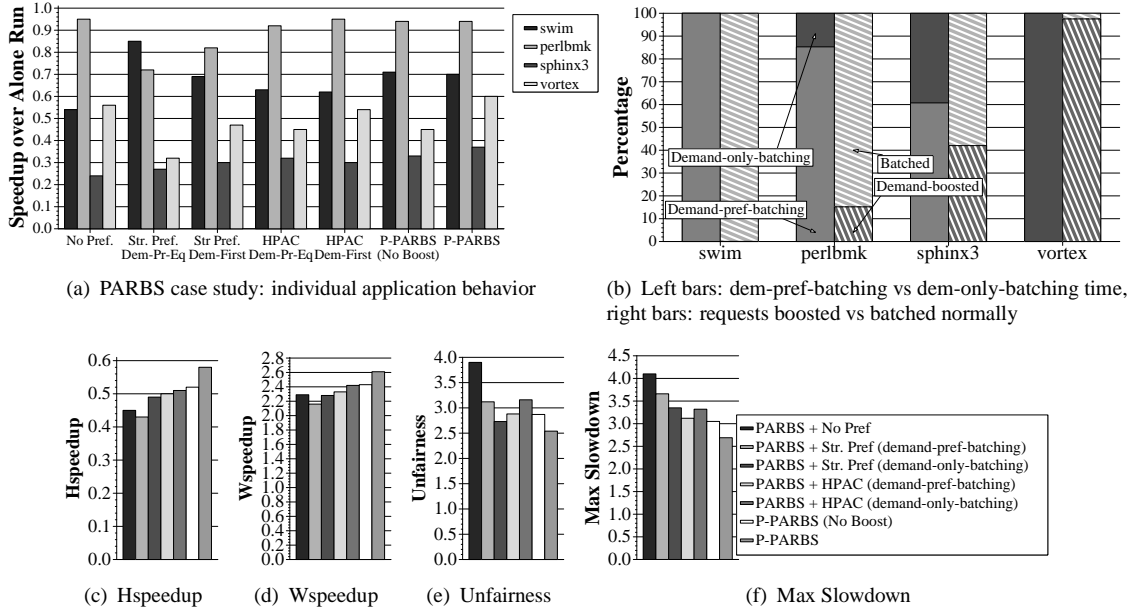 1.0
0.9
0.8
0.7
0.6
0.5
0.4
0.3
0.2
0.1
0.0
Speedup over Alone Run
swim
perlbmk
sphinx3
vortex
No Pref.
Str. Pref.
Dem-Pr-Eq
Str Pref.
Dem-First
HPAC
Dem-Pr-Eq
HPAC
Dem-First
P-PARBS
(No Boost)
P-PARBS
(a) PARBS case study: individual application behavior
100
90
80
70
60
50
40
30
20
10
0
Percentage
Demand-only-batching
Batched
Demand-boosted
Demand-pref-batching
swim
perlbmk
sphinx3
vortex
(b) Left bars: dem-pref-batching vs dem-only-batching time,
right bars: requests boosted vs batched normally
0.6
0.5
0.4
0.3
0.2
0.1
0.0
Hspeedup
(c) Hspeedup
2.8
2.6
2.4
2.2
2.0
1.8
1.6
1.4
1.2
1.0
0.8
0.6
0.4
0.2
0.0
Wspeedup
(d) Wspeedup
4.0
3.5
3.0
2.5
2.0
1.5
1.0
0.5
0.0
Unfairness
(e) Unfairness
4.5
4.0
3.5
3.0
2.5
2.0
1.5
1.0
0.5
0.0
Max Slowdown
PARBS + No Pref
PARBS + Str. Pref (demand-pref-batching)
PARBS + Str. Pref (demand-only-batching)
PARBS + HPAC (demand-pref-batching)
PARBS + HPAC (demand-only-batching)
P-PARBS (No Boost)
P-PARBS
(f) Max Slowdown